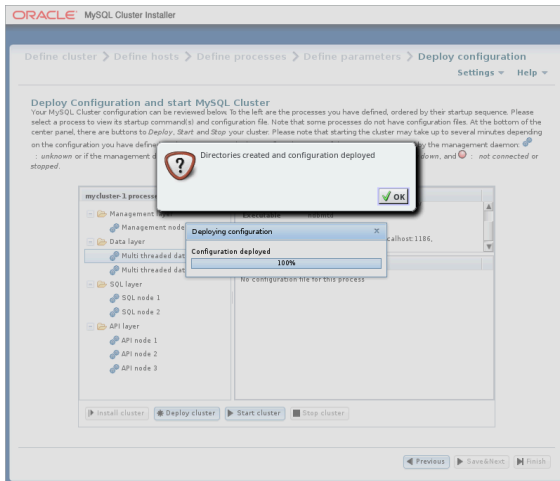 ORACLE MySQL Cluster Installer
Define cluster > Define hosts > Define processes > Define parameters > Deploy configuration
Settings Help
Deploy Configuration and start MySQL Cluster
Your MySQL Cluster configuration can be reviewed below. To the left are the processes you have defined, ordered by their startup sequence. Please
select a process to view its startup command(s) and configuration file. Note that some processes do not have configuration files. At the bottom of the
center panel, there are buttons to Deploy, Start and Stop your cluster. Please note that starting the cluster may take up to several minutes depending
on the configuration you have define by the management daemon:
: unknown or if the management d down, and : not connected or
stopped.
Directories created and configuration deployed
OK
mycluster-1 process
Management layer
Executable
Management node
Deploying configuration
Data layer
calhost:1186,
Multi threaded dat
Configuration deployed
100%
Multi threaded dat
No configuration file for this process
SQL layer
SQL node 1
SQL node 2
API layer
API node 1
API node 2
API node 3
Install cluster Deploy cluster Start cluster Stop cluster
Previous Save&Next Finish